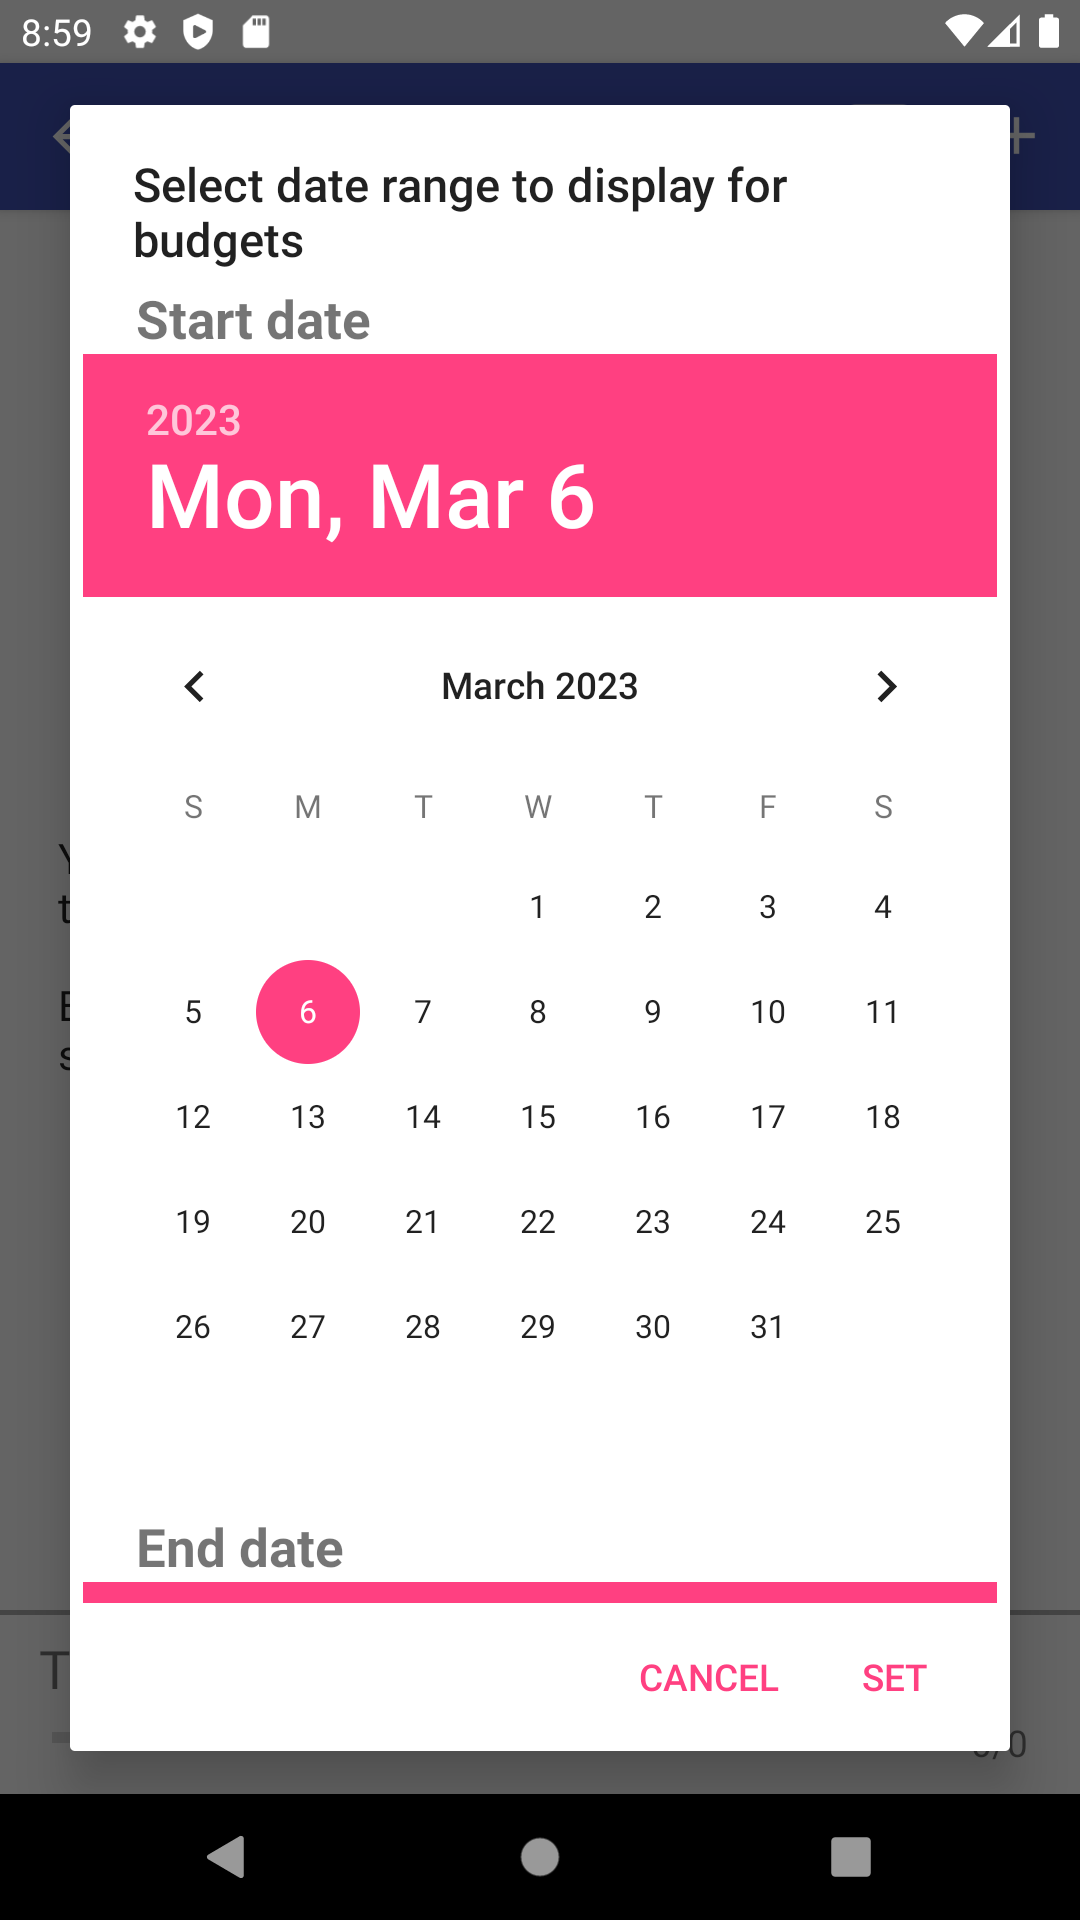 8:59
Select date range to display for
budgets
Start date
2023
Mon, Mar 6
March 2023
S M T W T F S
1 2 3 4
5 6 7 8 9 10 11
12 13 14 15 16 17 18
19 20 21 22 23 24 25
26 27 28 29 30 31
End date
CANCEL SET